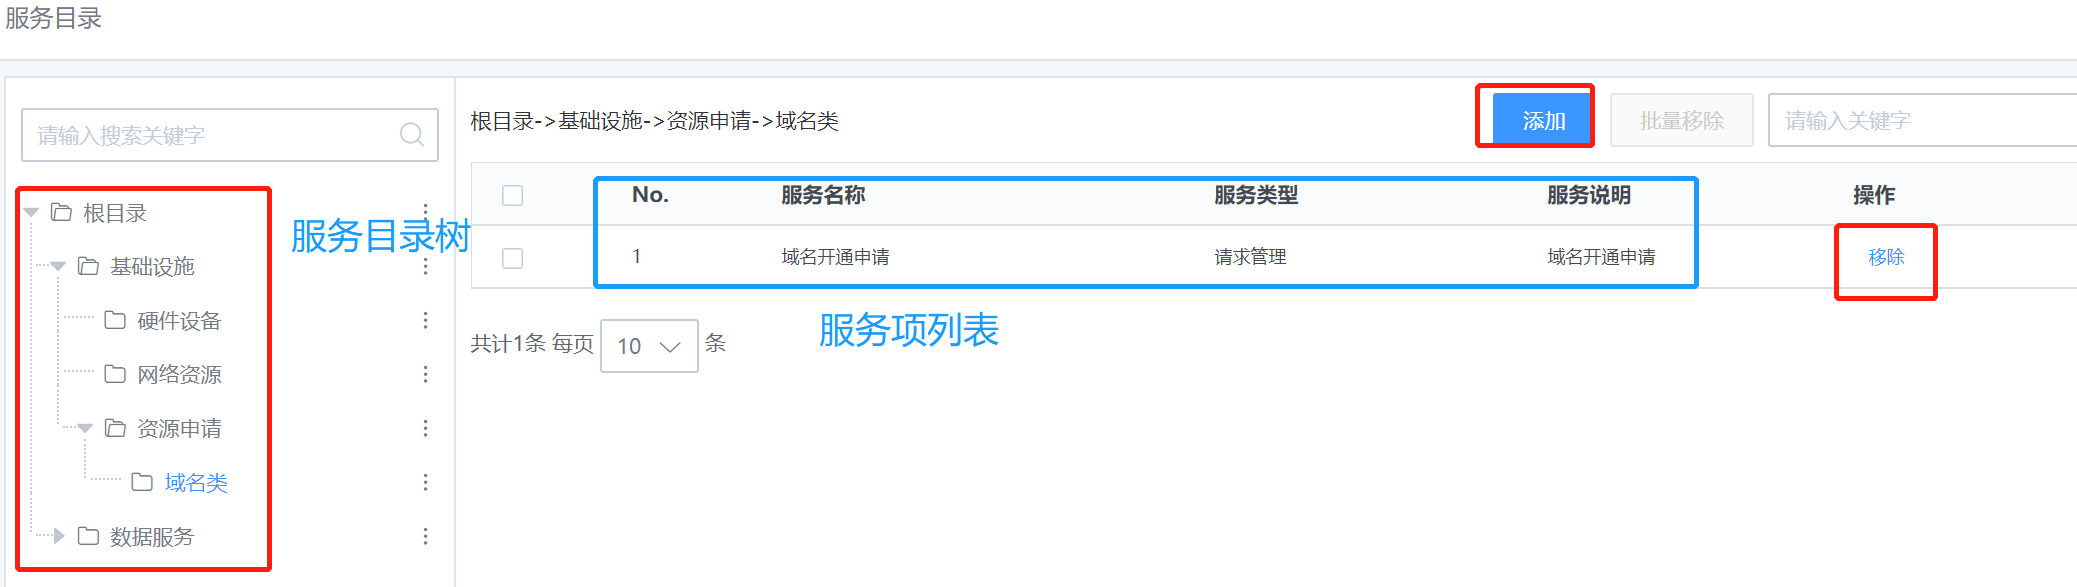 服务目录
请输入搜索关键字
根目录
服务目录树
基础设施
硬件设备
网络资源
资源申请
域名类
数据服务
根目录->基础设施->资源申请->域名类
添加
批量移除
请输入关键字
No. 服务名称 服务类型 服务说明 操作
1 域名开通申请 请求管理 域名开通申请 移除
共计1条 每页 10 条
服务项列表